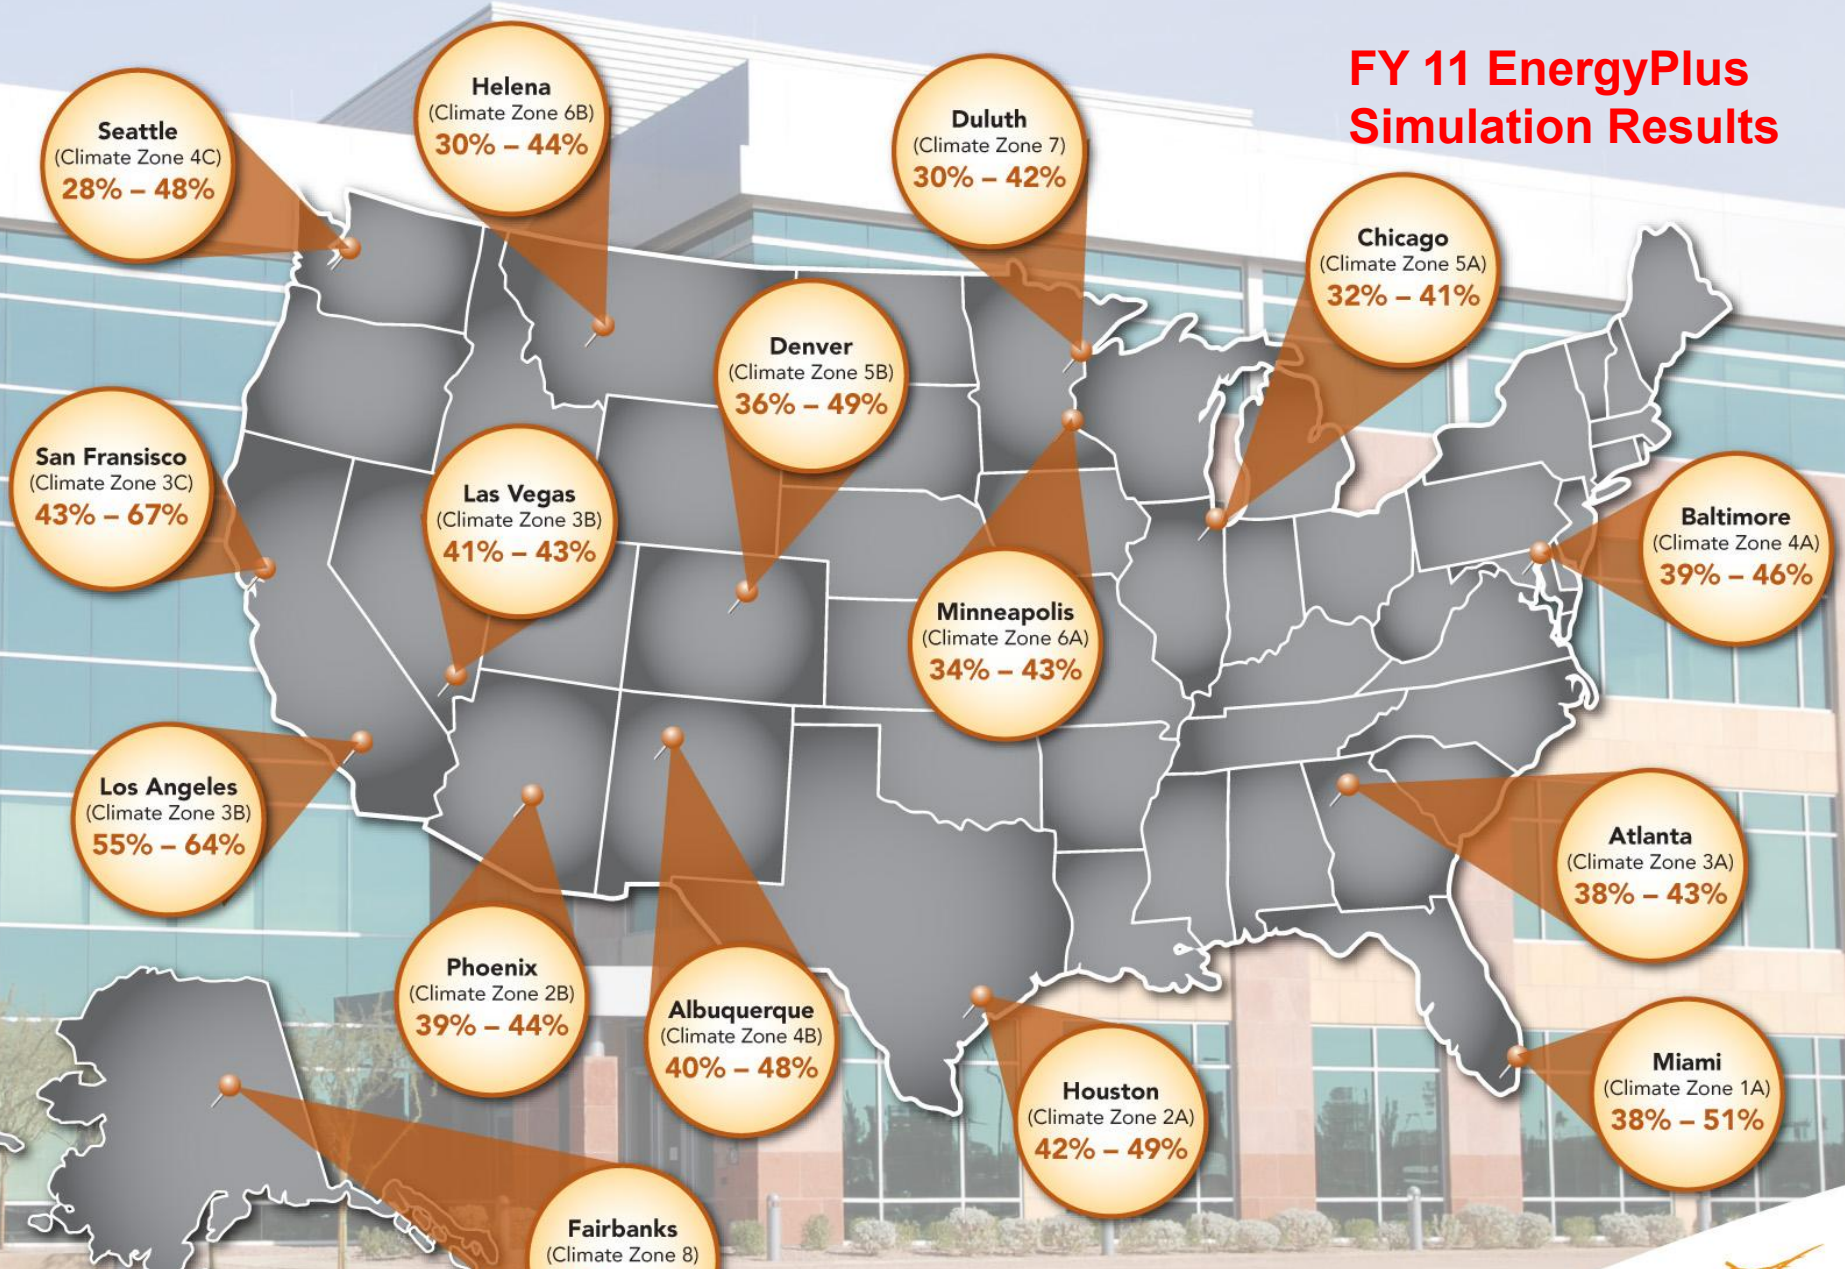 FY 11 EnergyPlus
Simulation Results
Seattle
(Climate Zone 4C)
28% – 48%
Helena
(Climate Zone 6B)
30% – 44%
Duluth
(Climate Zone 7)
30% – 42%
Chicago
(Climate Zone 5A)
32% – 41%
Denver
(Climate Zone 5B)
36% – 49%
San Fransisco
(Climate Zone 3C)
43% – 67%
Las Vegas
(Climate Zone 3B)
41% – 43%
Baltimore
(Climate Zone 4A)
39% – 46%
Minneapolis
(Climate Zone 6A)
34% – 43%
Los Angeles
(Climate Zone 3B)
55% – 64%
Atlanta
(Climate Zone 3A)
38% – 43%
Phoenix
(Climate Zone 2B)
39% – 44%
Albuquerque
(Climate Zone 4B)
40% – 48%
Houston
(Climate Zone 2A)
42% – 49%
Miami
(Climate Zone 1A)
38% – 51%
Fairbanks
(Climate Zone 8)